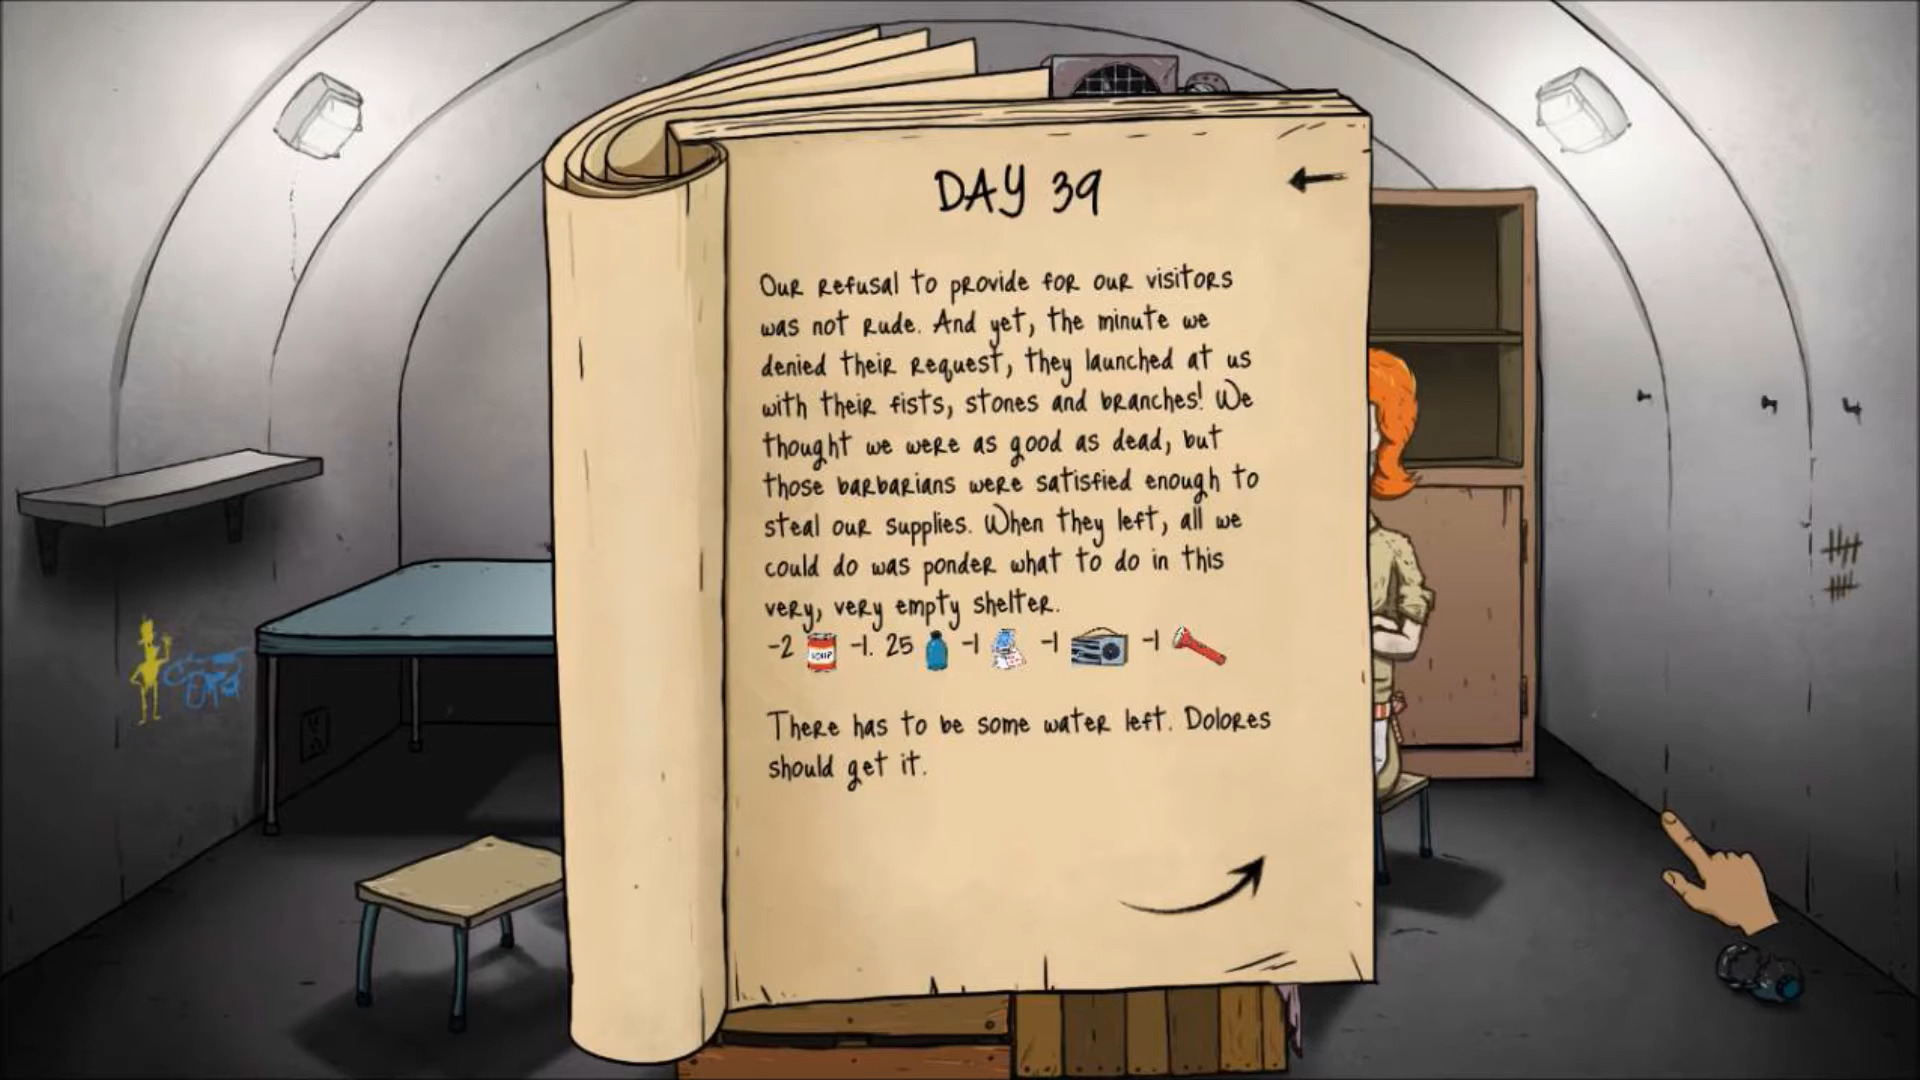 DAY 39
Our refusal to provide for our visitors
was not rude. And yet, the minute we
denied their request, they launched at us
with their fists, stones and branches! We
thought we were as good as dead, but
those barbarians were satisfied enough to
steal our supplies. When they left, all we
could do was ponder what to do in this
very, very empty shelter.
-2 SOUP -1.25 -1 -1 -1
There has to be some water left. Dolores
should get it.